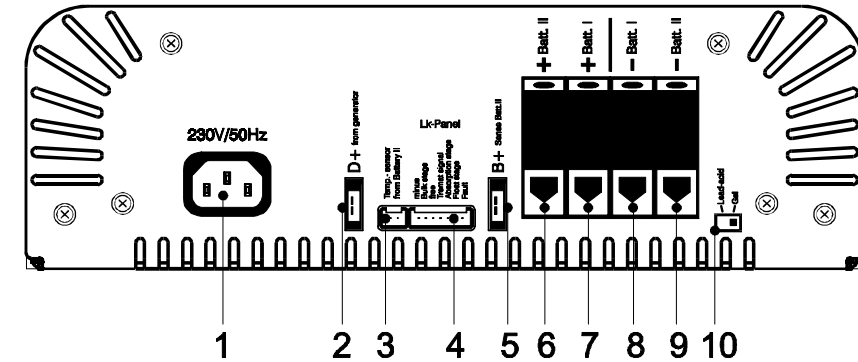 + Batt. II
+ Batt. I
− Batt. I
− Batt. II
230V/50Hz
D+ from generator
Lk-Panel
Temp.- sensor
from Battery II
minus
Bulk stage
free
Transit signal
Absorption stage
Float stage
Fault
B+ Sense Batt.II
Lead-acid
Gel
1 2 3 4 5 6 7 8 9 10